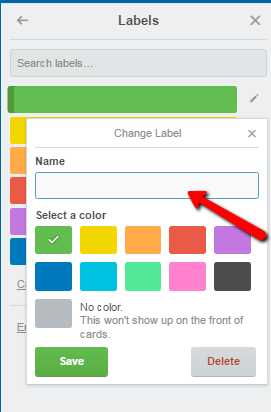 Labels
Search labels…
Change Label
Name
Select a color
No color.
This won't show up on the front of
cards.
Save
Delete